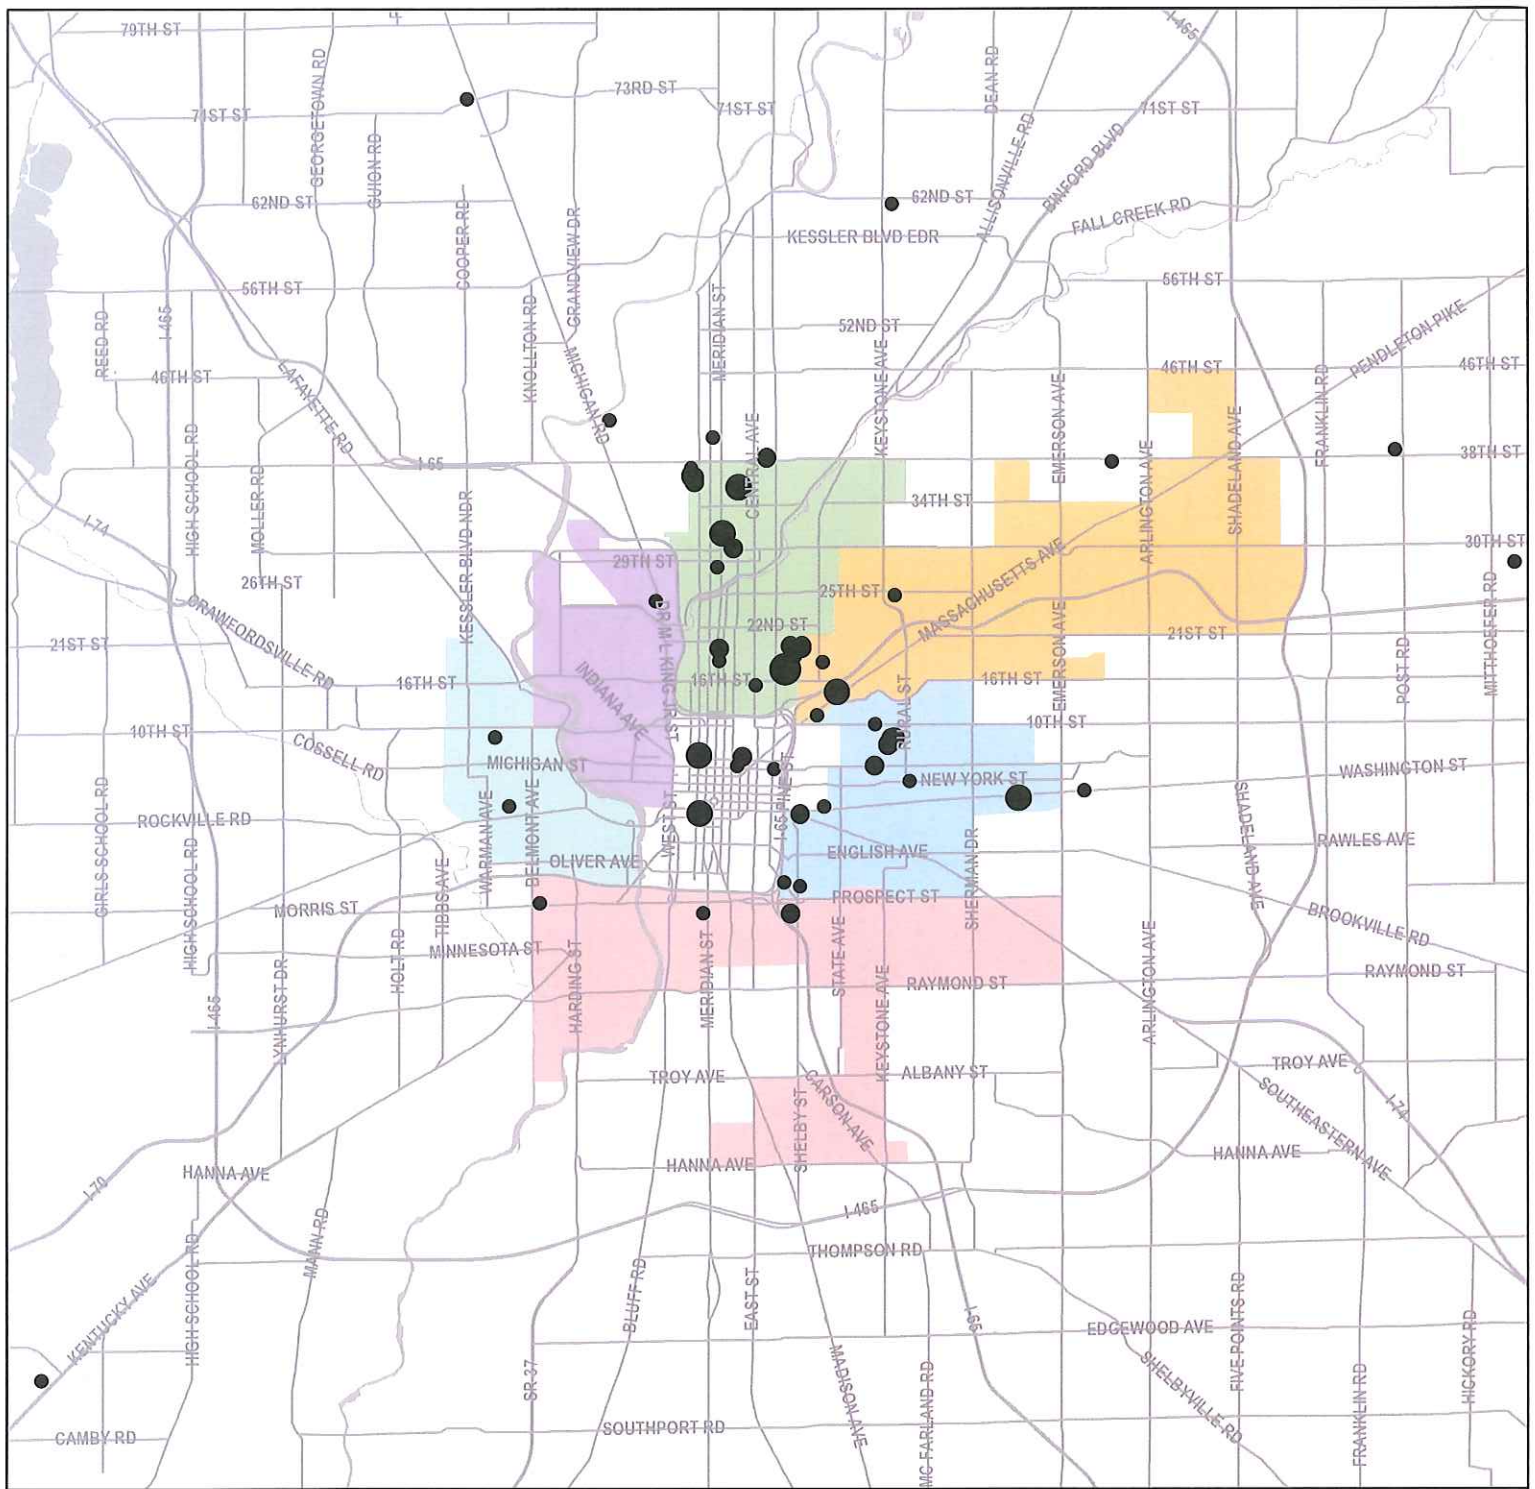 79TH ST
I-465
GEORGETOWN RD
DEAN RD
73RD ST
71ST ST
71ST ST
71ST ST
GUION RD
ALLISONVILLE RD
BINFORD BLVD
62ND ST
COOPER RD
GRANDVIEW DR
62ND ST
FALL CREEK RD
KESSLER BLVD EDR
56TH ST
56TH ST
REED RD
I-465
KNOLLTON RD
MERIDIAN ST
52ND ST
KEYSTONE AVE
PENDLETON PIKE
46TH ST
LAFAYETTE RD
MICHIGAN RD
46TH ST
46TH ST
EMERSON AVE
FRANKLIN RD
HIGH SCHOOL RD
MOLLER RD
I-65
CENTRAL AVE
ARLINGTON AVE
SHADELAND AVE
38TH ST
I-74
KESSLER BLVD NDR
34TH ST
29TH ST
30TH ST
26TH ST
25TH ST
MASSACHUSETTS AVE
CRAWFORDSVILLE RD
DR M L KING JR ST
22ND ST
21ST ST
21ST ST
EMERSON AVE
POST RD
MITTHOEFER RD
16TH ST
INDIANA AVE
16TH ST
16TH ST
RURAL ST
10TH ST
10TH ST
COSSELL RD
MICHIGAN ST
NEW YORK ST
WASHINGTON ST
GIRLS SCHOOL RD
ROCKVILLE RD
WARMAN AVE
BELMONT AVE
WEST ST
I-65
PINE ST
SHADELAND AVE
RAWLES AVE
HIGH SCHOOL RD
TIBBS AVE
OLIVER AVE
ENGLISH AVE
SHERMAN DR
MORRIS ST
PROSPECT ST
BROOKVILLE RD
HOLT RD
MINNESOTA ST
HARDING ST
MERIDIAN ST
STATE AVE
KEYSTONE AVE
RAYMOND ST
ARLINGTON AVE
RAYMOND ST
I-465
LYNHURST DR
TROY AVE
CARSON AVE
ALBANY ST
TROY AVE
SHELBY ST
SOUTHEASTERN AVE
I-74
HANNA AVE
HANNA AVE
HANNA AVE
I-70
I-465
MANN RD
THOMPSON RD
KENTUCKY AVE
HIGH SCHOOL RD
BLUFF RD
EAST ST
I-65
EDGEWOOD AVE
FIVE POINTS RD
HICKORY RD
SR 37
MADISON AVE
MC FARLAND RD
SHELBYVILLE RD
FRANKLIN RD
CAMBY RD
SOUTHPORT RD